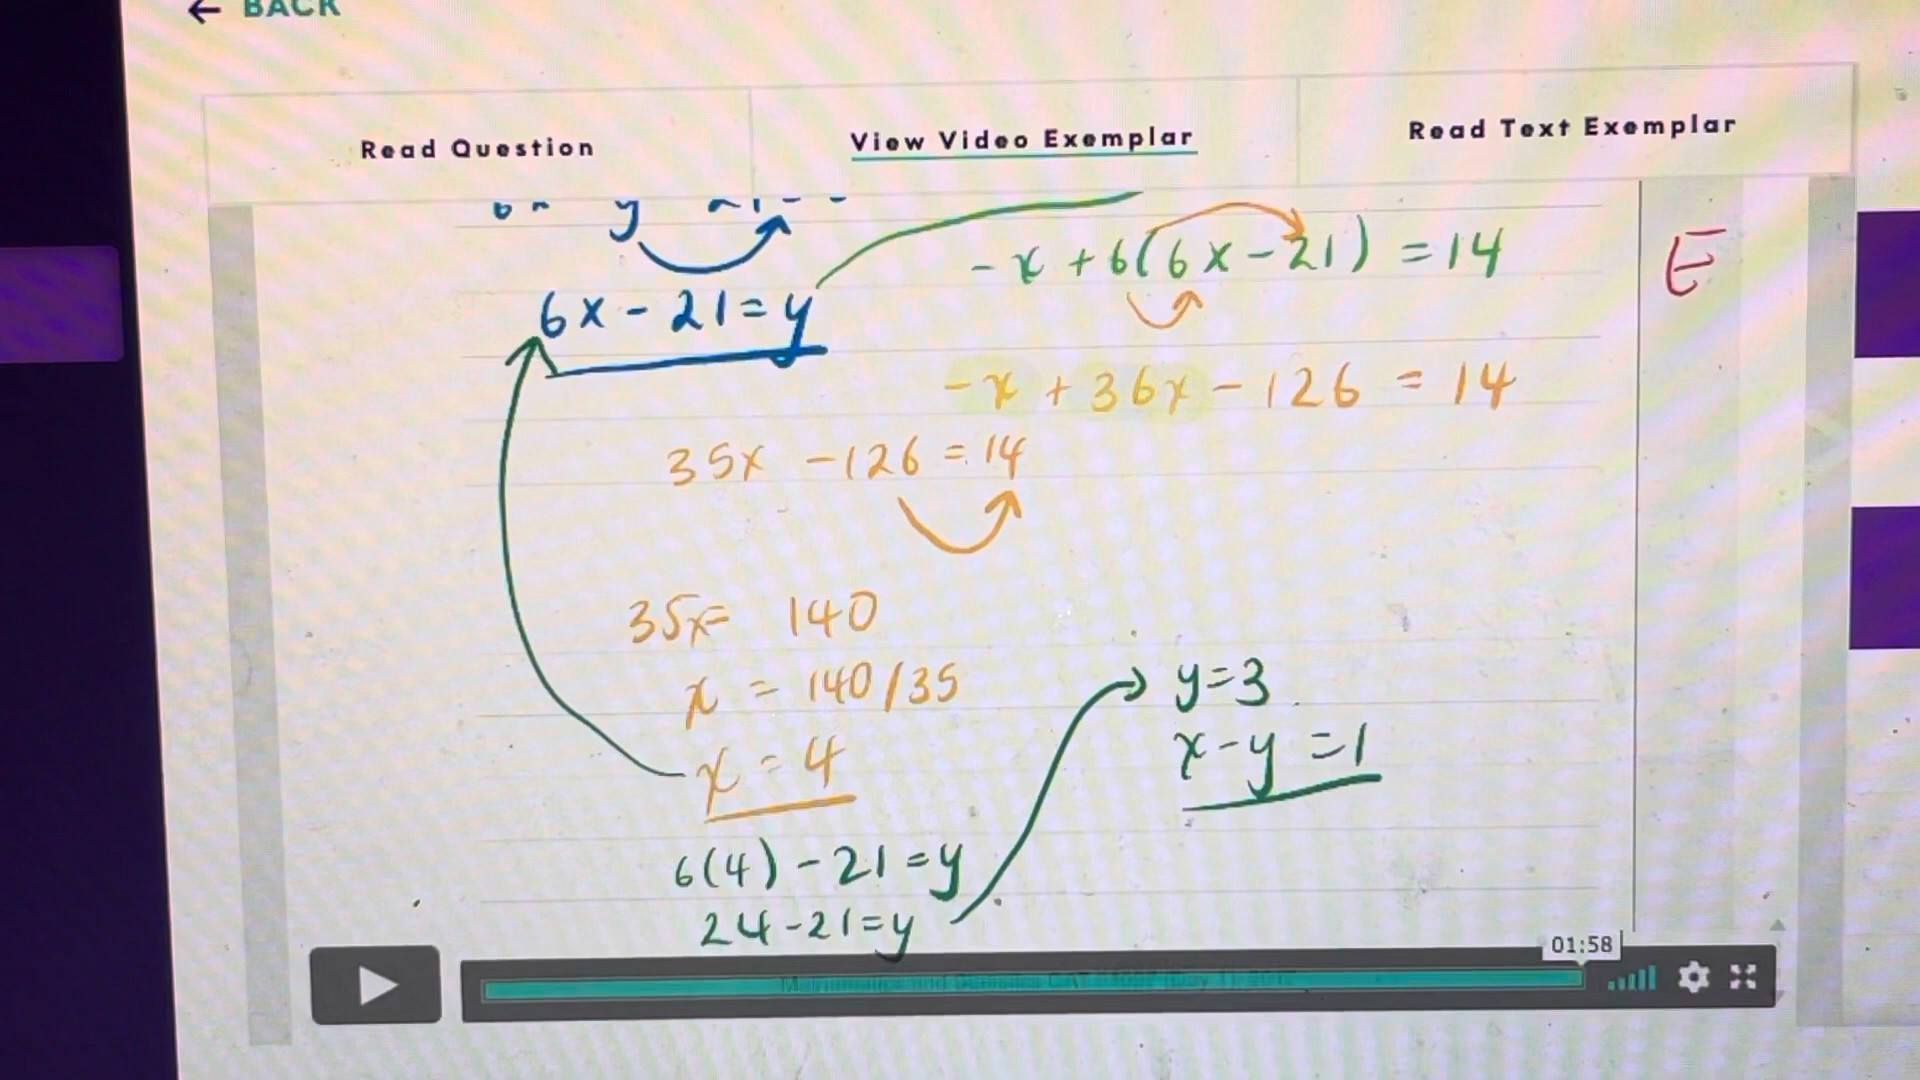 ← BACK
Read Question
View Video Exemplar
Read Text Exemplar
6x - 21 = y
-x + 6(6x - 21) = 14
E
-x + 36x - 126 = 14
35x - 126 = 14
35x = 140
x = 140/35
x = 4
y = 3
x - y = 1
6(4) - 21 = y
24 - 21 = y
01:58